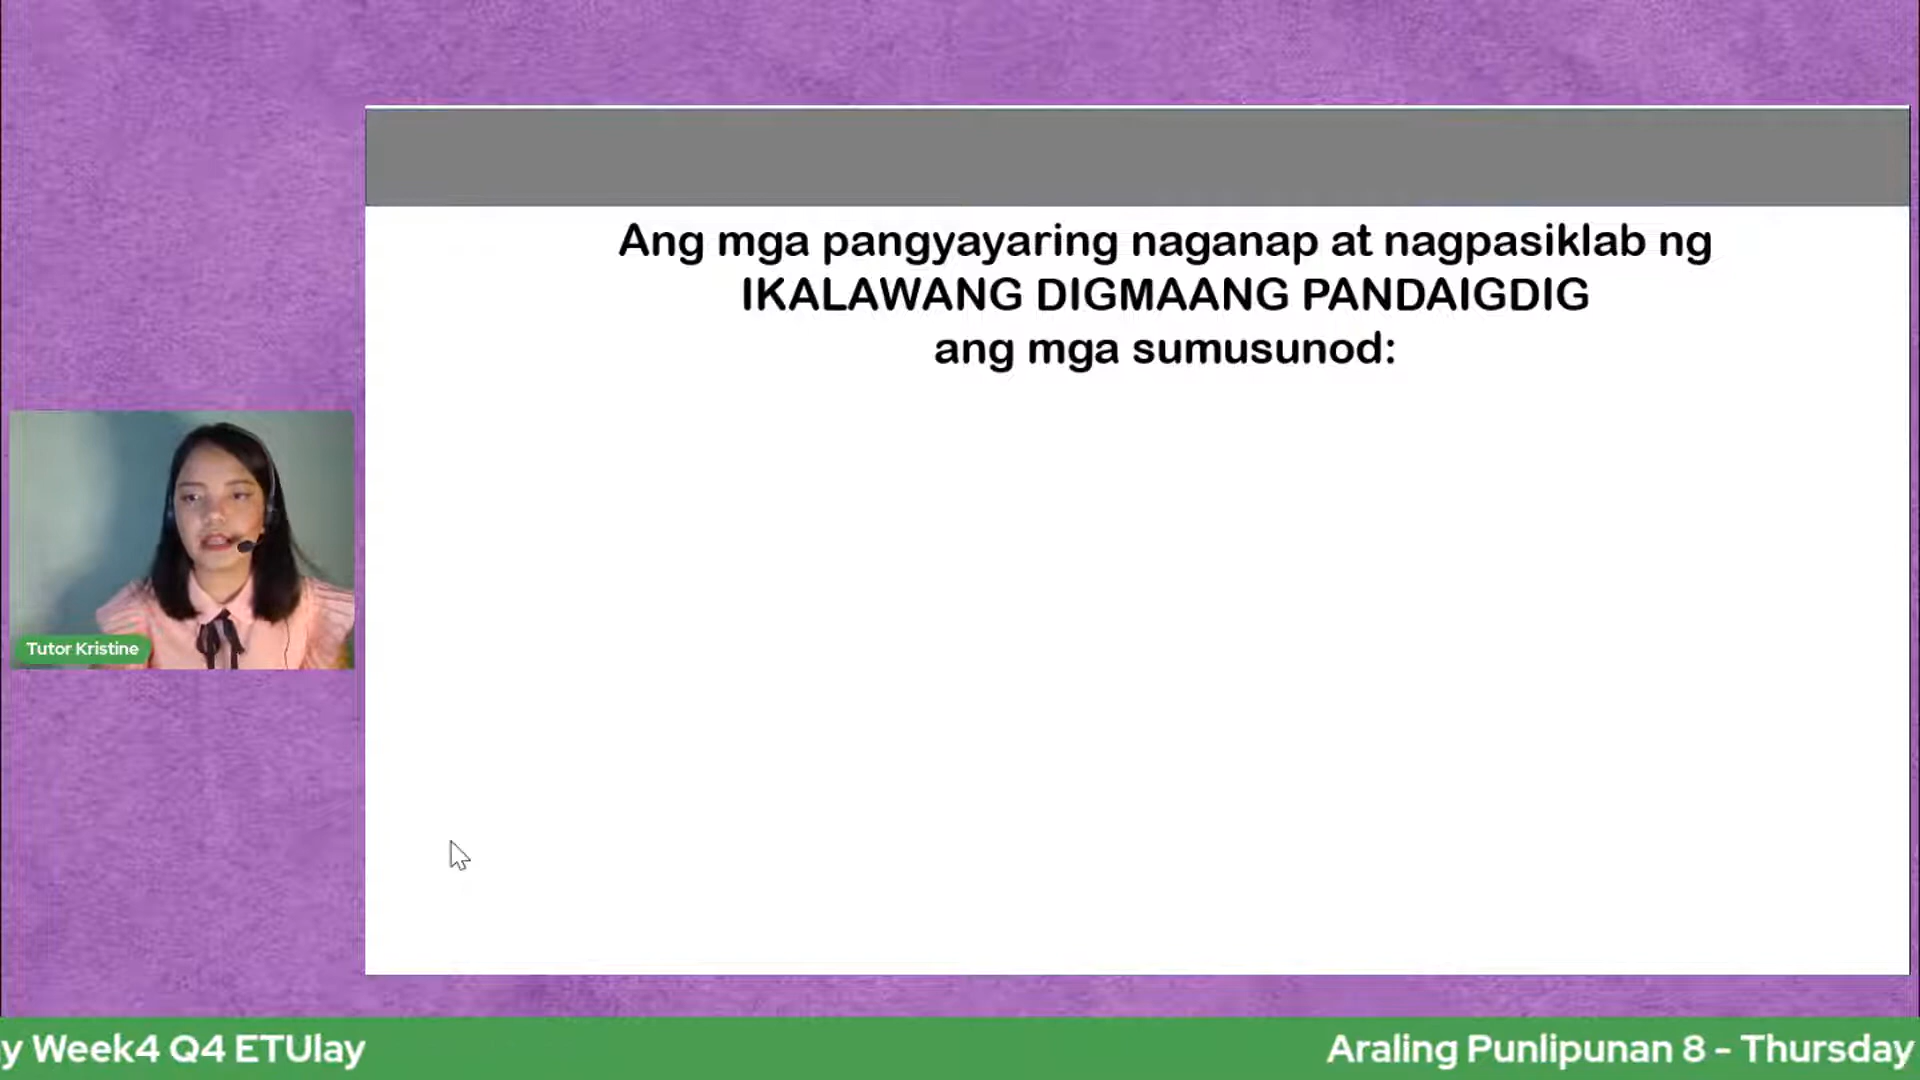 Ang mga pangyayaring naganap at nagpasiklab ng
IKALAWANG DIGMAANG PANDAIGDIG
ang mga sumusunod:
Tutor Kristine
y Week4 Q4 ETUlay
Araling Punlipunan 8 - Thursday